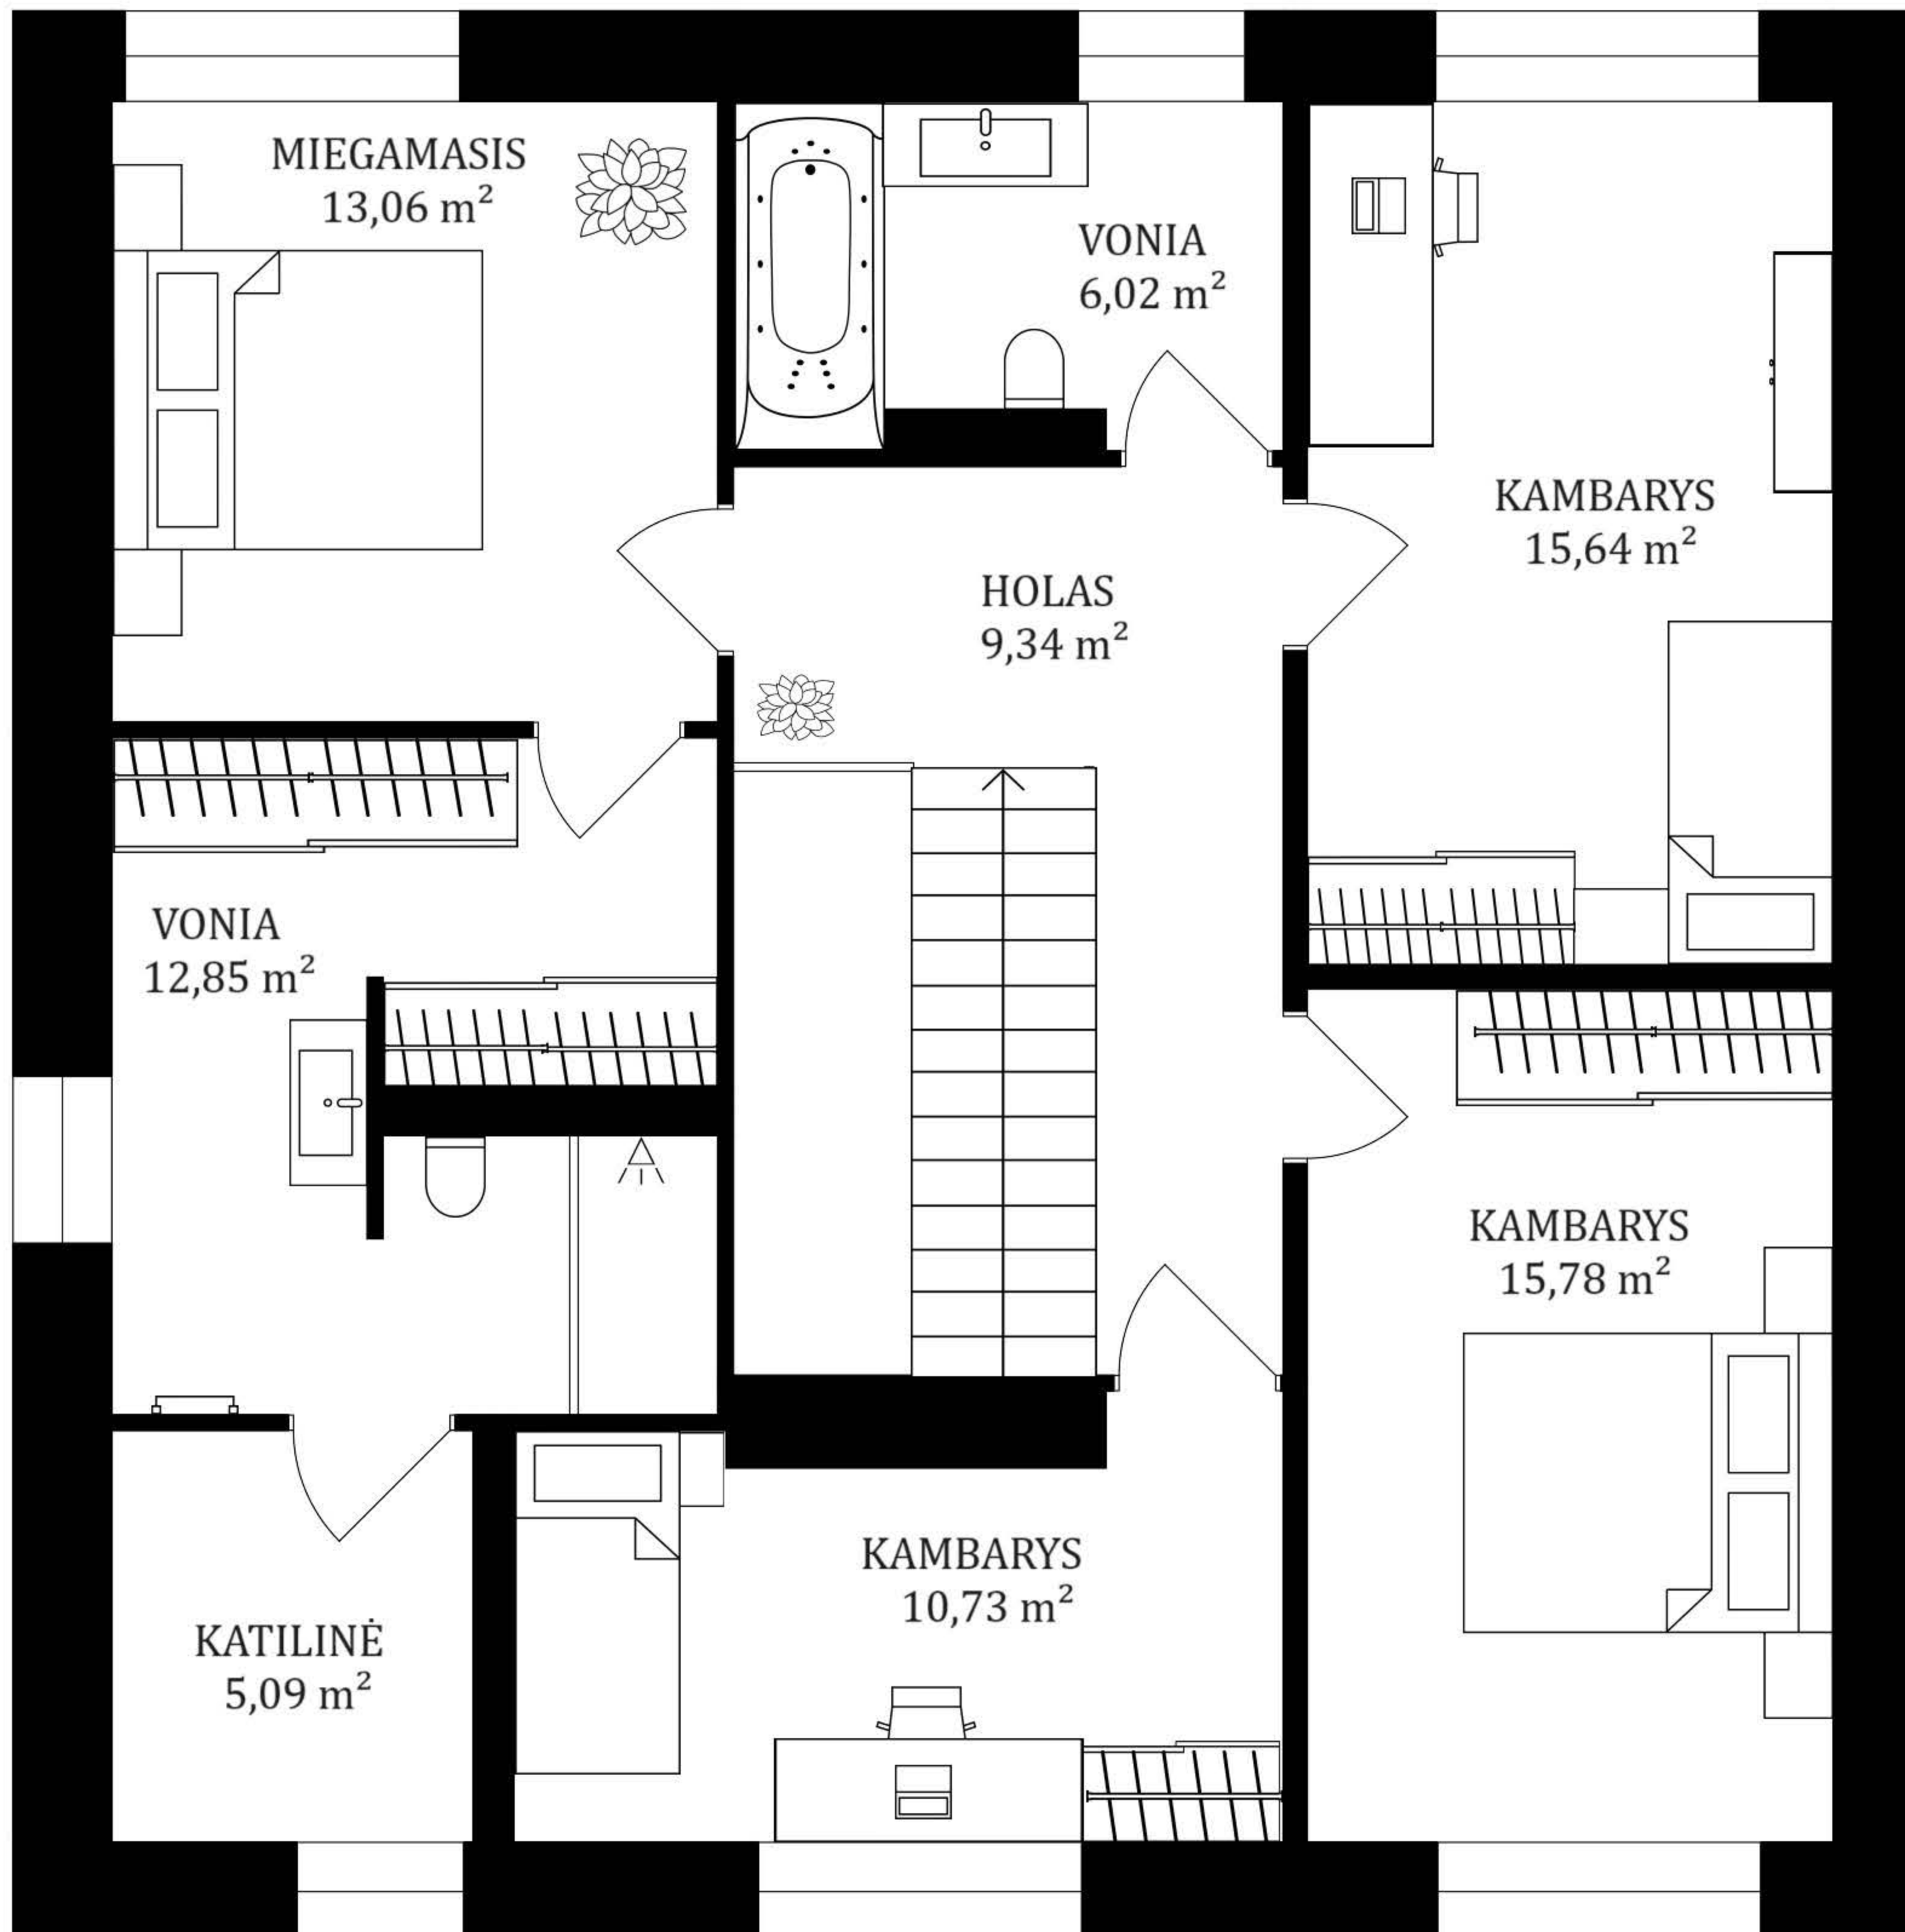 MIEGAMASIS
13,06 m²
VONIA
6,02 m²
KAMBARYS
15,64 m²
HOLAS
9,34 m²
VONIA
12,85 m²
KAMBARYS
15,78 m²
KAMBARYS
10,73 m²
KATILINĖ
5,09 m²